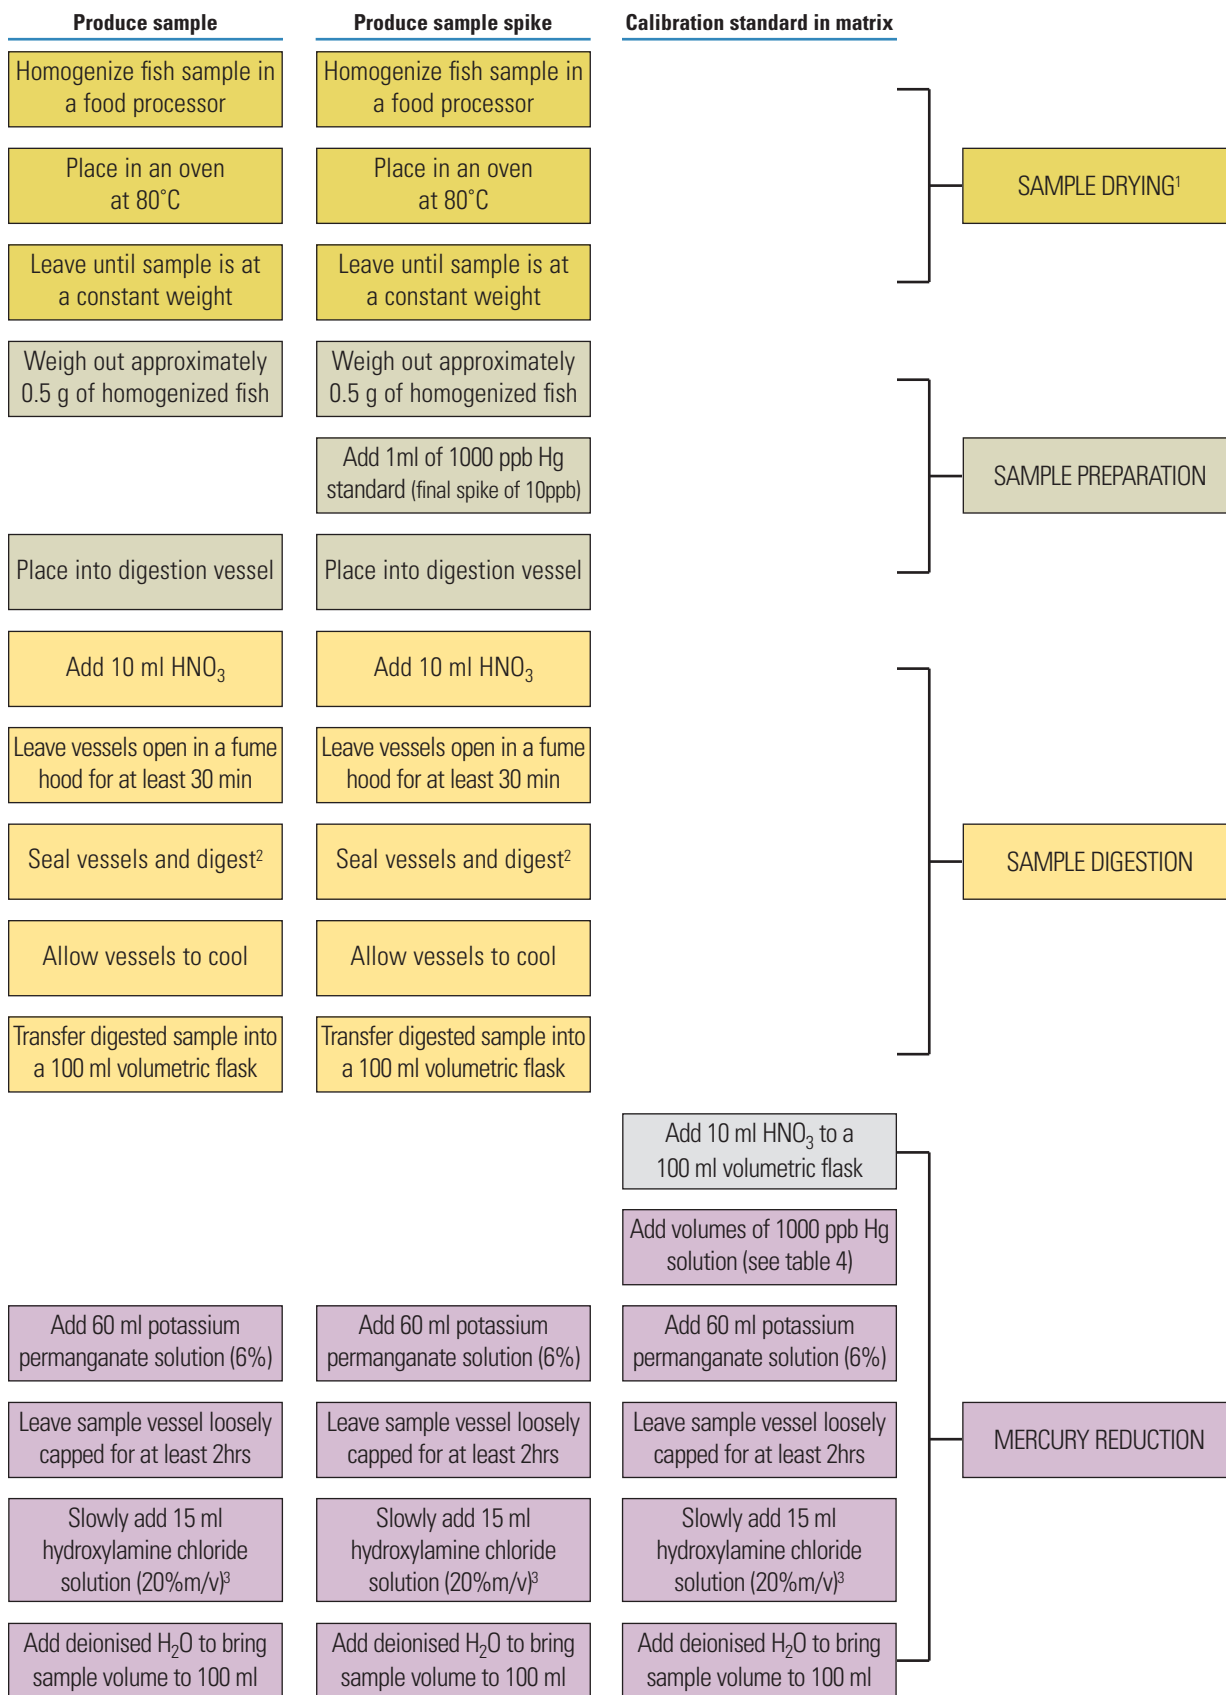 Produce sample
Produce sample spike
Calibration standard in matrix
Homogenize fish sample in
a food processor
Homogenize fish sample in
a food processor
Place in an oven
at 80˚C
Place in an oven
at 80˚C
SAMPLE DRYING¹
Leave until sample is at
a constant weight
Leave until sample is at
a constant weight
Weigh out approximately
0.5 g of homogenized fish
Weigh out approximately
0.5 g of homogenized fish
Add 1ml of 1000 ppb Hg
standard (final spike of 10ppb)
SAMPLE PREPARATION
Place into digestion vessel
Place into digestion vessel
Add 10 ml HNO₃
Add 10 ml HNO₃
Leave vessels open in a fume
hood for at least 30 min
Leave vessels open in a fume
hood for at least 30 min
Seal vessels and digest²
Seal vessels and digest²
SAMPLE DIGESTION
Allow vessels to cool
Allow vessels to cool
Transfer digested sample into
a 100 ml volumetric flask
Transfer digested sample into
a 100 ml volumetric flask
Add 10 ml HNO₃ to a
100 ml volumetric flask
Add volumes of 1000 ppb Hg
solution (see table 4)
Add 60 ml potassium
permanganate solution (6%)
Add 60 ml potassium
permanganate solution (6%)
Add 60 ml potassium
permanganate solution (6%)
Leave sample vessel loosely
capped for at least 2hrs
Leave sample vessel loosely
capped for at least 2hrs
Leave sample vessel loosely
capped for at least 2hrs
MERCURY REDUCTION
Slowly add 15 ml
hydroxylamine chloride
solution (20%m/v)³
Slowly add 15 ml
hydroxylamine chloride
solution (20%m/v)³
Slowly add 15 ml
hydroxylamine chloride
solution (20%m/v)³
Add deionised H₂O to bring
sample volume to 100 ml
Add deionised H₂O to bring
sample volume to 100 ml
Add deionised H₂O to bring
sample volume to 100 ml